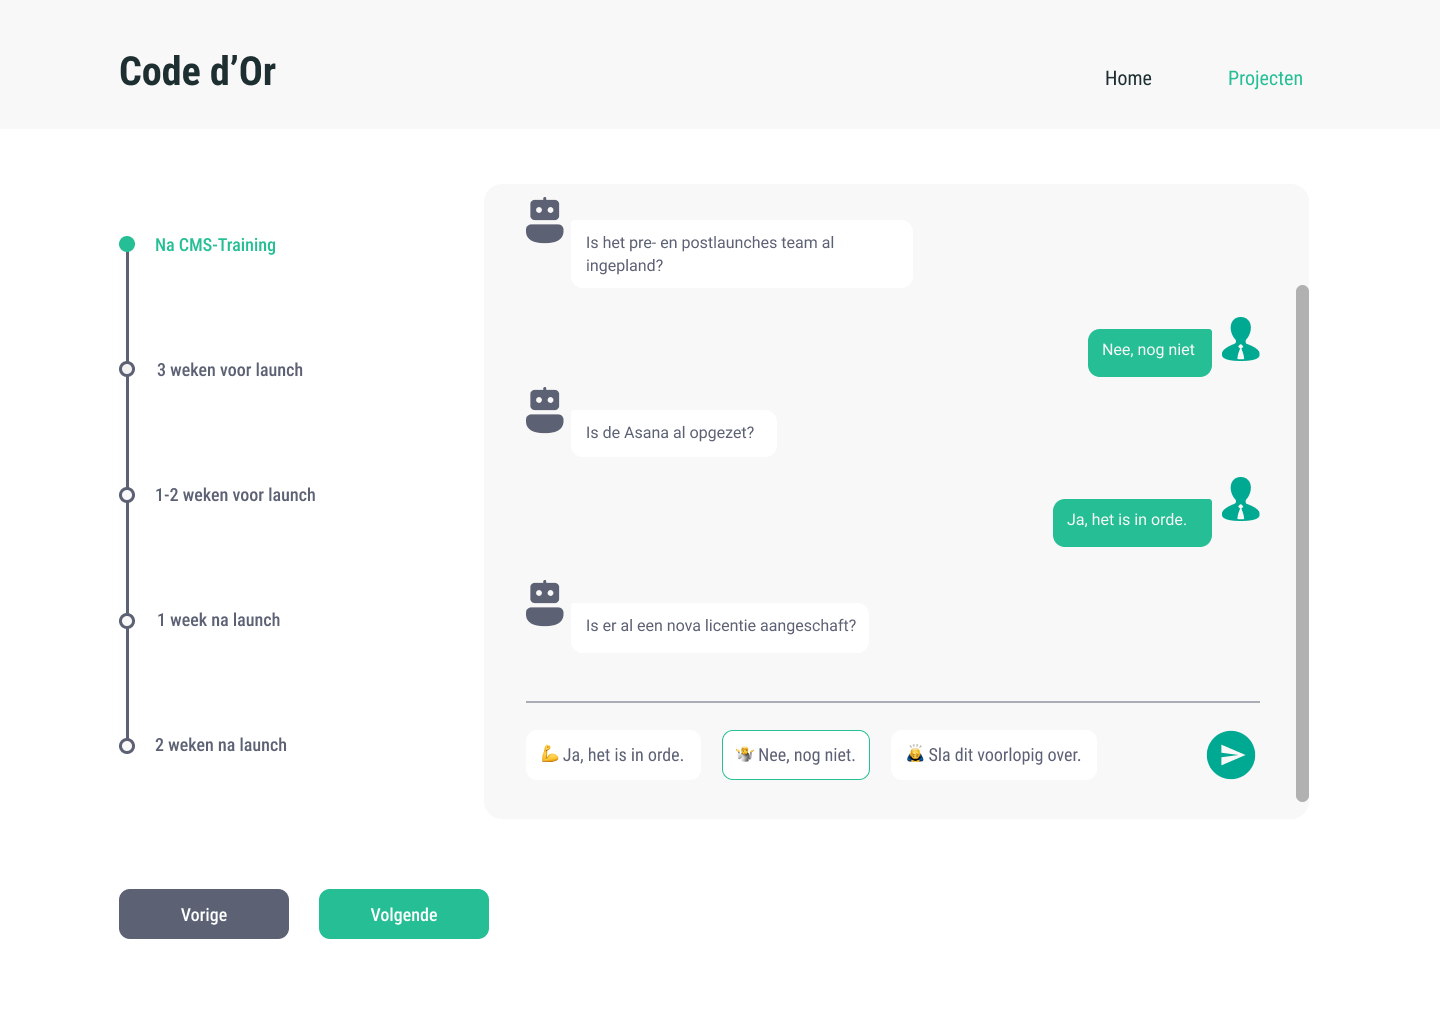 Code d’Or
Home
Projecten
Na CMS-Training
3 weken voor launch
1-2 weken voor launch
1 week na launch
2 weken na launch
Is het pre- en postlaunches team al
ingepland?
Nee, nog niet
Is de Asana al opgezet?
Ja, het is in orde.
Is er al een nova licentie aangeschaft?
💪 Ja, het is in orde.
🤷 Nee, nog niet.
🙇 Sla dit voorlopig over.
Vorige
Volgende